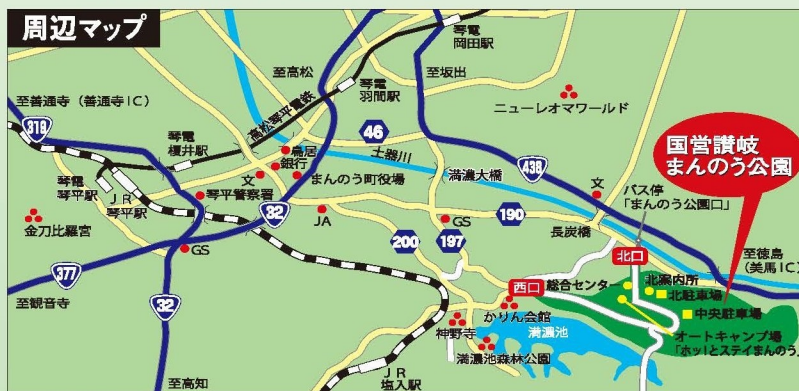 周辺マップ
琴電
岡田駅
至高松
琴電
羽間駅
至坂出
高松琴平電鉄
至善通寺（善通寺IC）
319
琴電
榎井駅
46
土器川
ニューレオマワールド
438
国営讃岐
まんのう公園
鳥居
銀行
文
まんのう町役場
満濃大橋
文
バス停
「まんのう公園口」
琴電
琴平駅
JR
琴平駅
琴平警察署
32
JA
GS
190
長炭橋
金刀比羅宮
GS
200
197
北口
至徳島
（美馬IC）
377
至観音寺
32
西口
総合センター
北案内所
北駐車場
中央駐車場
かりん会館
神野寺
満濃池
オートキャンプ場
「ホッ!とステイまんのう」
満濃池森林公園
至高知
JR
塩入駅